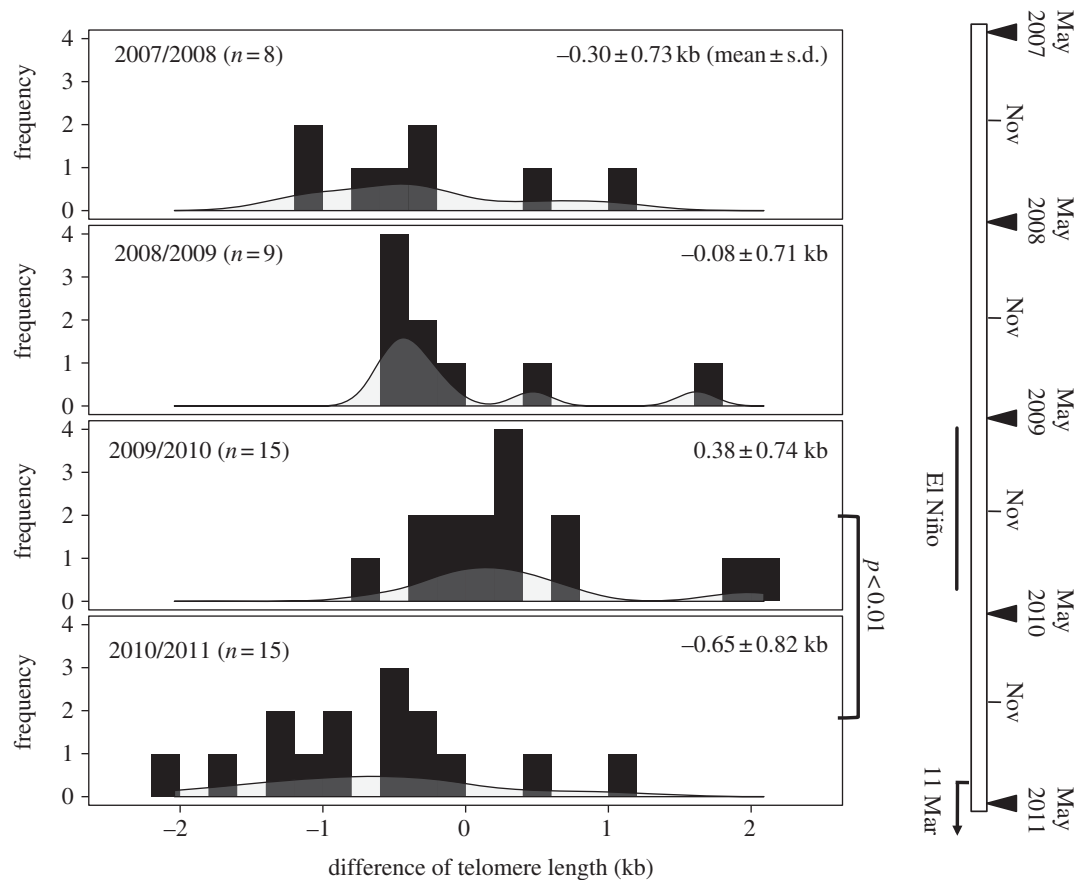 4
3
2
1
0
frequency
2007/2008 (n=8)
–0.30±0.73 kb (mean±s.d.)
4
3
2
1
0
frequency
2008/2009 (n=9)
–0.08±0.71 kb
4
3
2
1
0
frequency
2009/2010 (n=15)
0.38±0.74 kb
4
3
2
1
0
frequency
2010/2011 (n=15)
–0.65±0.82 kb
–2
–1
0
1
2
difference of telomere length (kb)
p<0.01
El Niño
11 Mar
May
2007
Nov
May
2008
Nov
May
2009
Nov
May
2010
Nov
May
2011